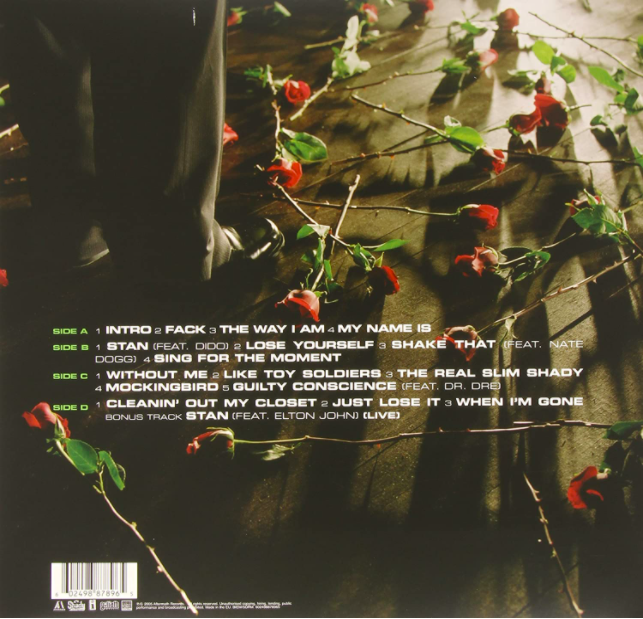 SIDE A 1 INTRO 2 FACK 3 THE WAY I AM 4 MY NAME IS
SIDE B 1 STAN (FEAT. DIDO) 2 LOSE YOURSELF 3 SHAKE THAT (FEAT. NATE
DOGG) 4 SING FOR THE MOMENT
SIDE C 1 WITHOUT ME 2 LIKE TOY SOLDIERS 3 THE REAL SLIM SHADY
4 MOCKINGBIRD 5 GUILTY CONSCIENCE (FEAT. DR. DRE)
SIDE D 1 CLEANIN' OUT MY CLOSET 2 JUST LOSE IT 3 WHEN I'M GONE
BONUS TRACK STAN (FEAT. ELTON JOHN) (LIVE)
02498 87896